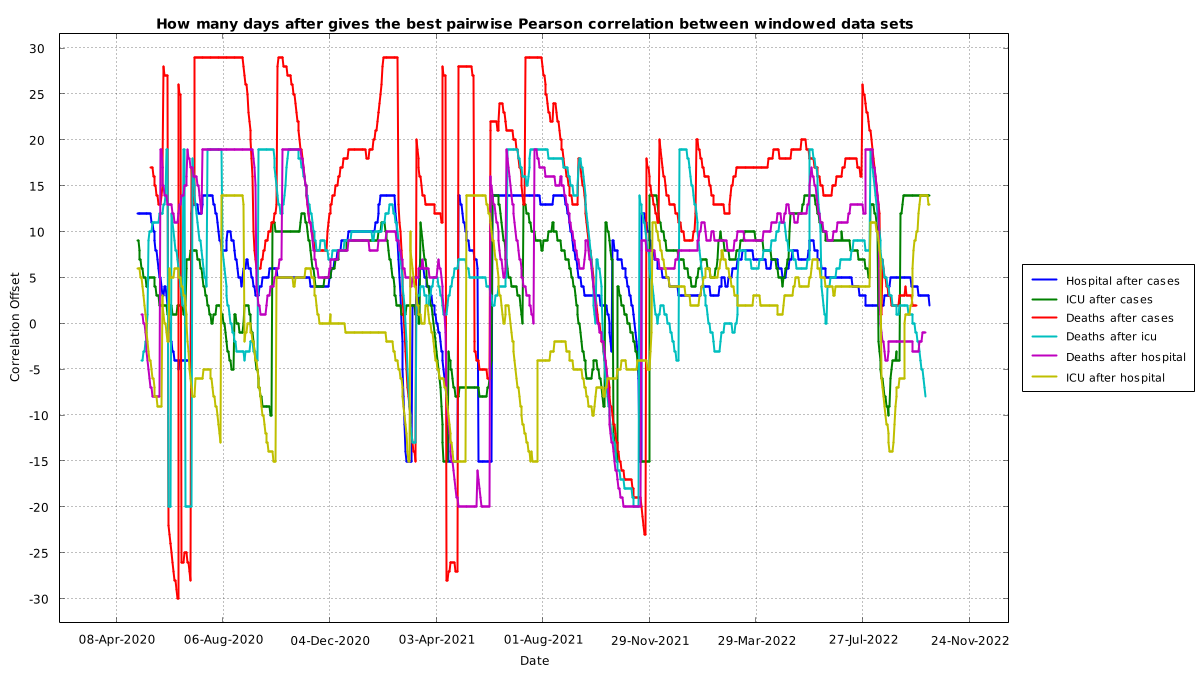 How many days after gives the best pairwise Pearson correlation between windowed data sets
30
25
20
15
10
5
0
-5
-10
-15
-20
-25
-30
Correlation Offset
08-Apr-2020
06-Aug-2020
04-Dec-2020
03-Apr-2021
01-Aug-2021
29-Nov-2021
29-Mar-2022
27-Jul-2022
24-Nov-2022
Date
Hospital after cases
ICU after cases
Deaths after cases
Deaths after icu
Deaths after hospital
ICU after hospital